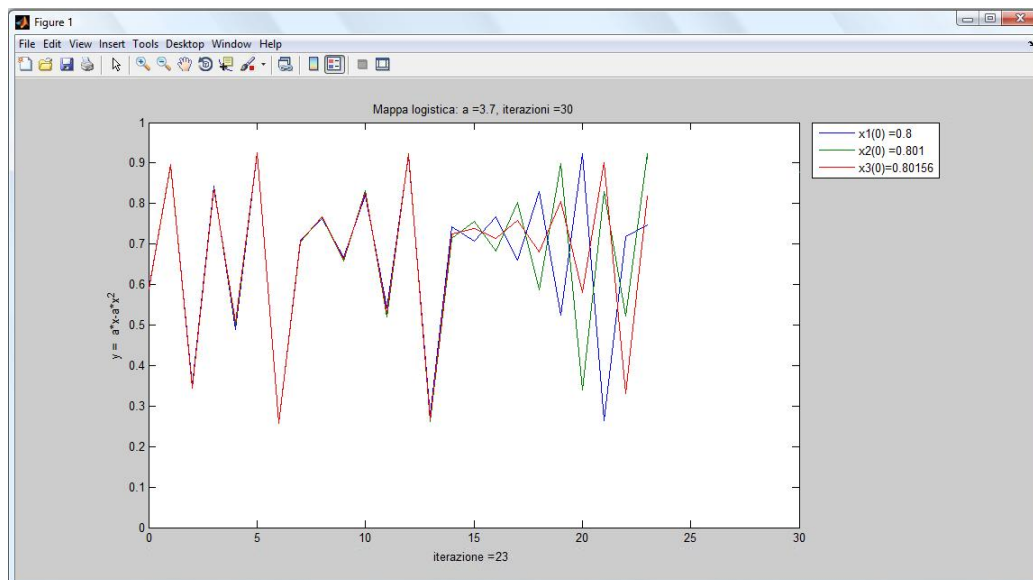 Figure 1
File Edit View Insert Tools Desktop Window Help
Mappa logistica: a =3.7, iterazioni =30
1
0.9
0.8
0.7
0.6
0.5
0.4
0.3
0.2
0.1
0
y = a*x-a*x²
0 5 10 15 20 25 30
iterazione =23
x1(0) =0.8
x2(0) =0.801
x3(0)=0.80156